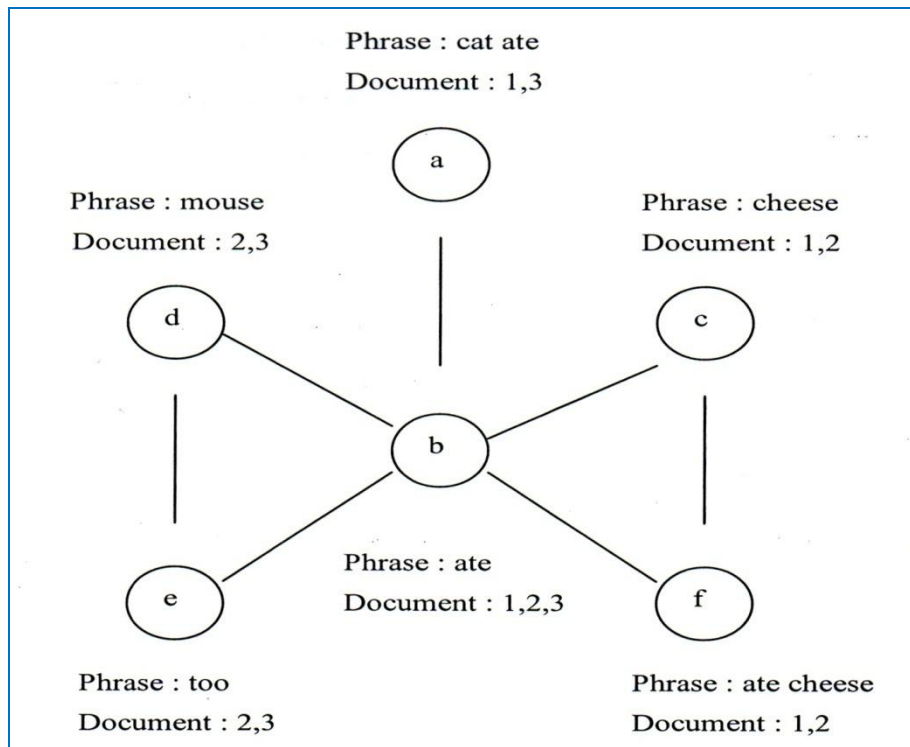 Phrase : cat ate
Document : 1,3
a
Phrase : mouse
Document : 2,3
Phrase : cheese
Document : 1,2
d
c
b
Phrase : ate
Document : 1,2,3
e
f
Phrase : too
Document : 2,3
Phrase : ate cheese
Document : 1,2